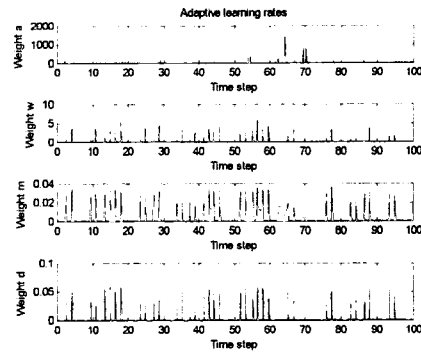 Adaptive learning rates
Weight a
2000
1000
0
0 10 20 30 40 50 60 70 80 90 100
Time step
Weight w
10
5
0
0 10 20 30 40 50 60 70 80 90 100
Time step
Weight m
0.04
0.02
0
0 10 20 30 40 50 60 70 80 90 100
Time step
Weight d
0.1
0.05
0
0 10 20 30 40 50 60 70 80 90 100
Time step